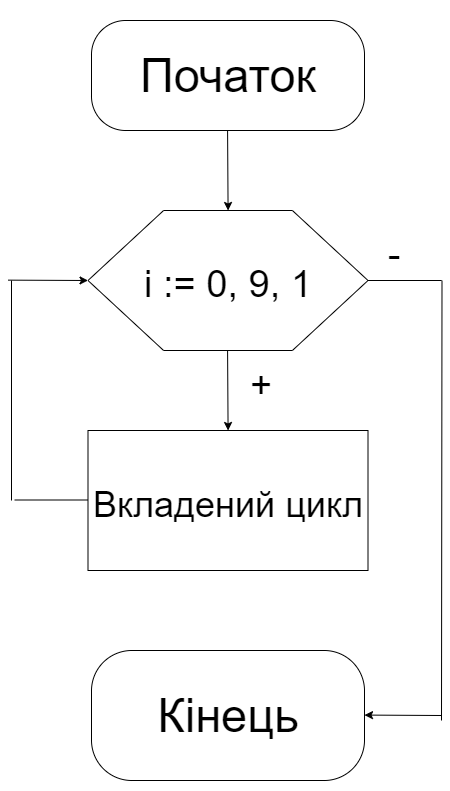 Початок
i := 0, 9, 1
-
+
Вкладений цикл
Кінець